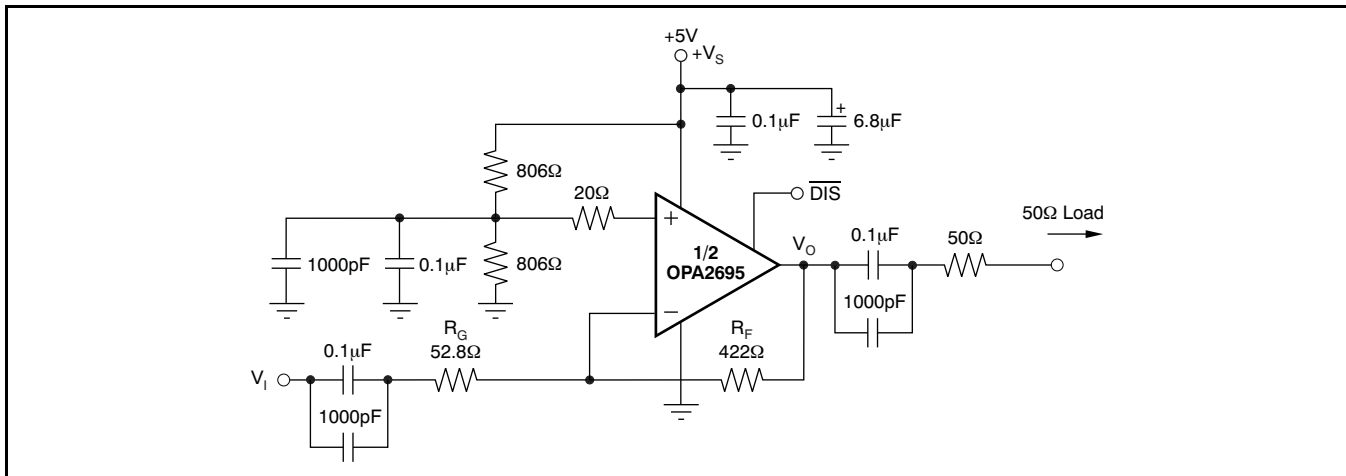 +5V
+V_S
0.1μF
6.8μF
806Ω
20Ω
D̅I̅S̅
50Ω Load
1000pF
0.1μF
806Ω
+
1/2
OPA2695
−
V_O
0.1μF
50Ω
1000pF
R_G
52.8Ω
R_F
422Ω
V_I
0.1μF
1000pF
+